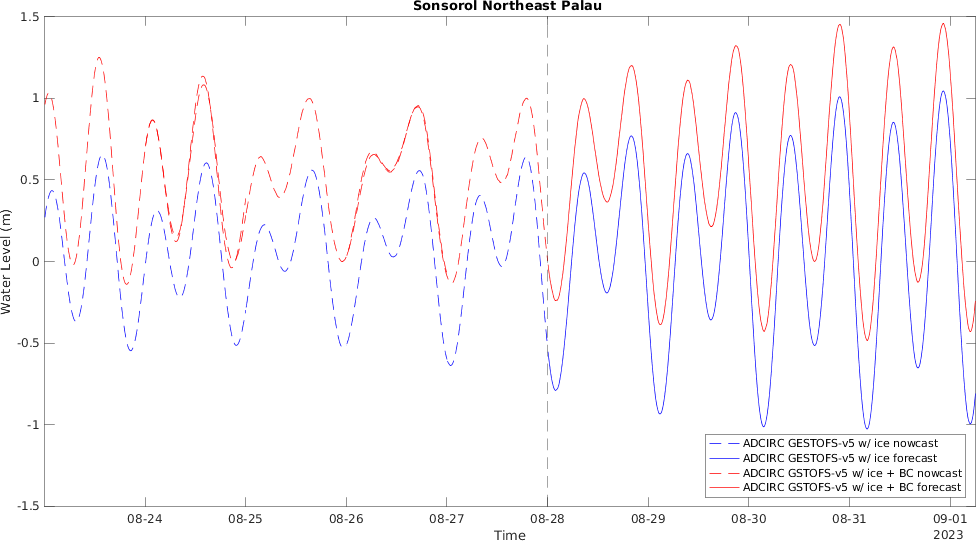 Sonsorol Northeast Palau
Water Level (m)
1.5
1
0.5
0
-0.5
-1
-1.5
08-24
08-25
08-26
08-27
08-28
08-29
08-30
08-31
09-01
2023
Time
ADCIRC GESTOFS-v5 w/ ice nowcast
ADCIRC GESTOFS-v5 w/ ice forecast
ADCIRC GSTOFS-v5 w/ ice + BC nowcast
ADCIRC GSTOFS-v5 w/ ice + BC forecast